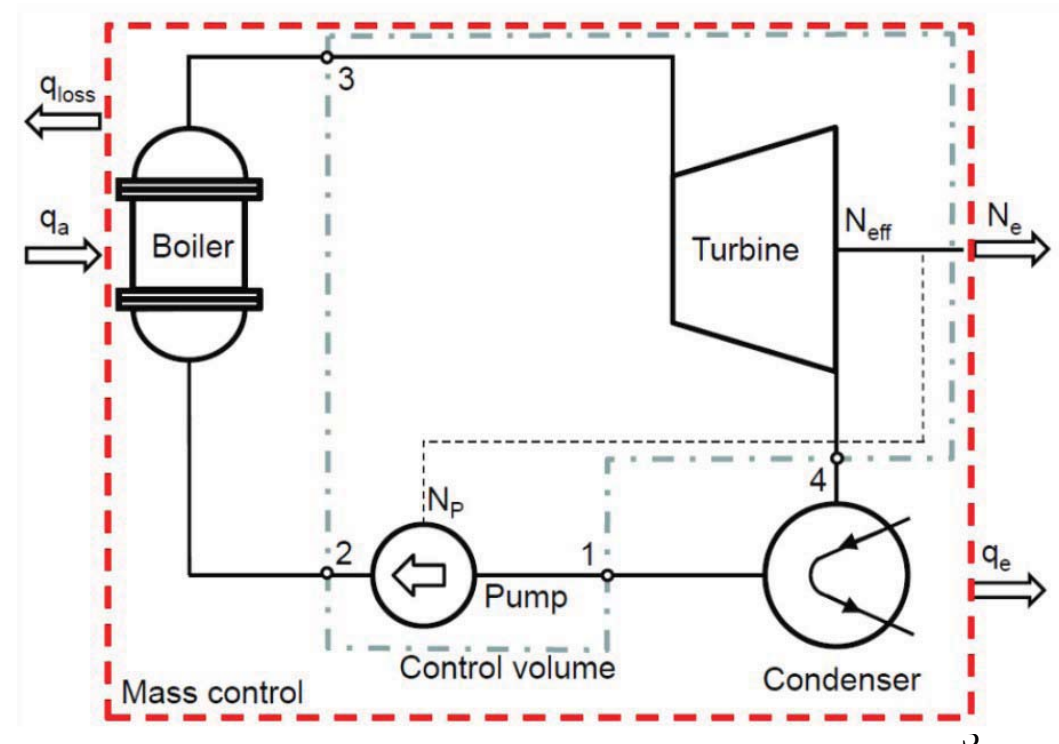 3
q_loss
q_a
Boiler
Turbine
N_eff
N_e
4
N_P
2
1
Pump
q_e
Control volume
Condenser
Mass control